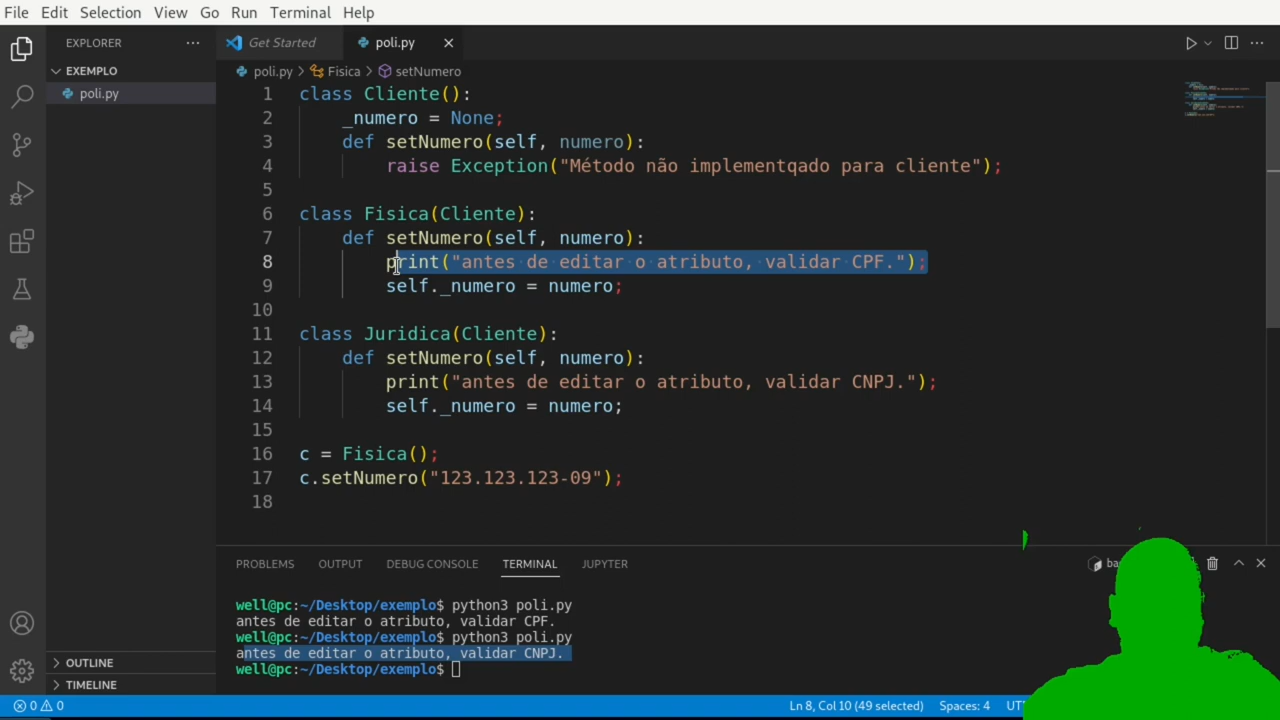 File Edit Selection View Go Run Terminal Help
EXPLORER ···
Get Started
poli.py
EXEMPLO
poli.py > Fisica > setNumero
poli.py
1 class Cliente():
2 _numero = None;
3 def setNumero(self, numero):
4 raise Exception("Método não implementqado para cliente");
5
6 class Fisica(Cliente):
7 def setNumero(self, numero):
8 print("antes de editar o atributo, validar CPF.");
9 self._numero = numero;
10
11 class Juridica(Cliente):
12 def setNumero(self, numero):
13 print("antes de editar o atributo, validar CNPJ.");
14 self._numero = numero;
15
16 c = Fisica();
17 c.setNumero("123.123.123-09");
18
PROBLEMS OUTPUT DEBUG CONSOLE TERMINAL JUPYTER
well@pc:~/Desktop/exemplo$ python3 poli.py
antes de editar o atributo, validar CPF.
well@pc:~/Desktop/exemplo$ python3 poli.py
antes de editar o atributo, validar CNPJ.
well@pc:~/Desktop/exemplo$
OUTLINE
TIMELINE
0 0 Ln 8, Col 10 (49 selected) Spaces: 4